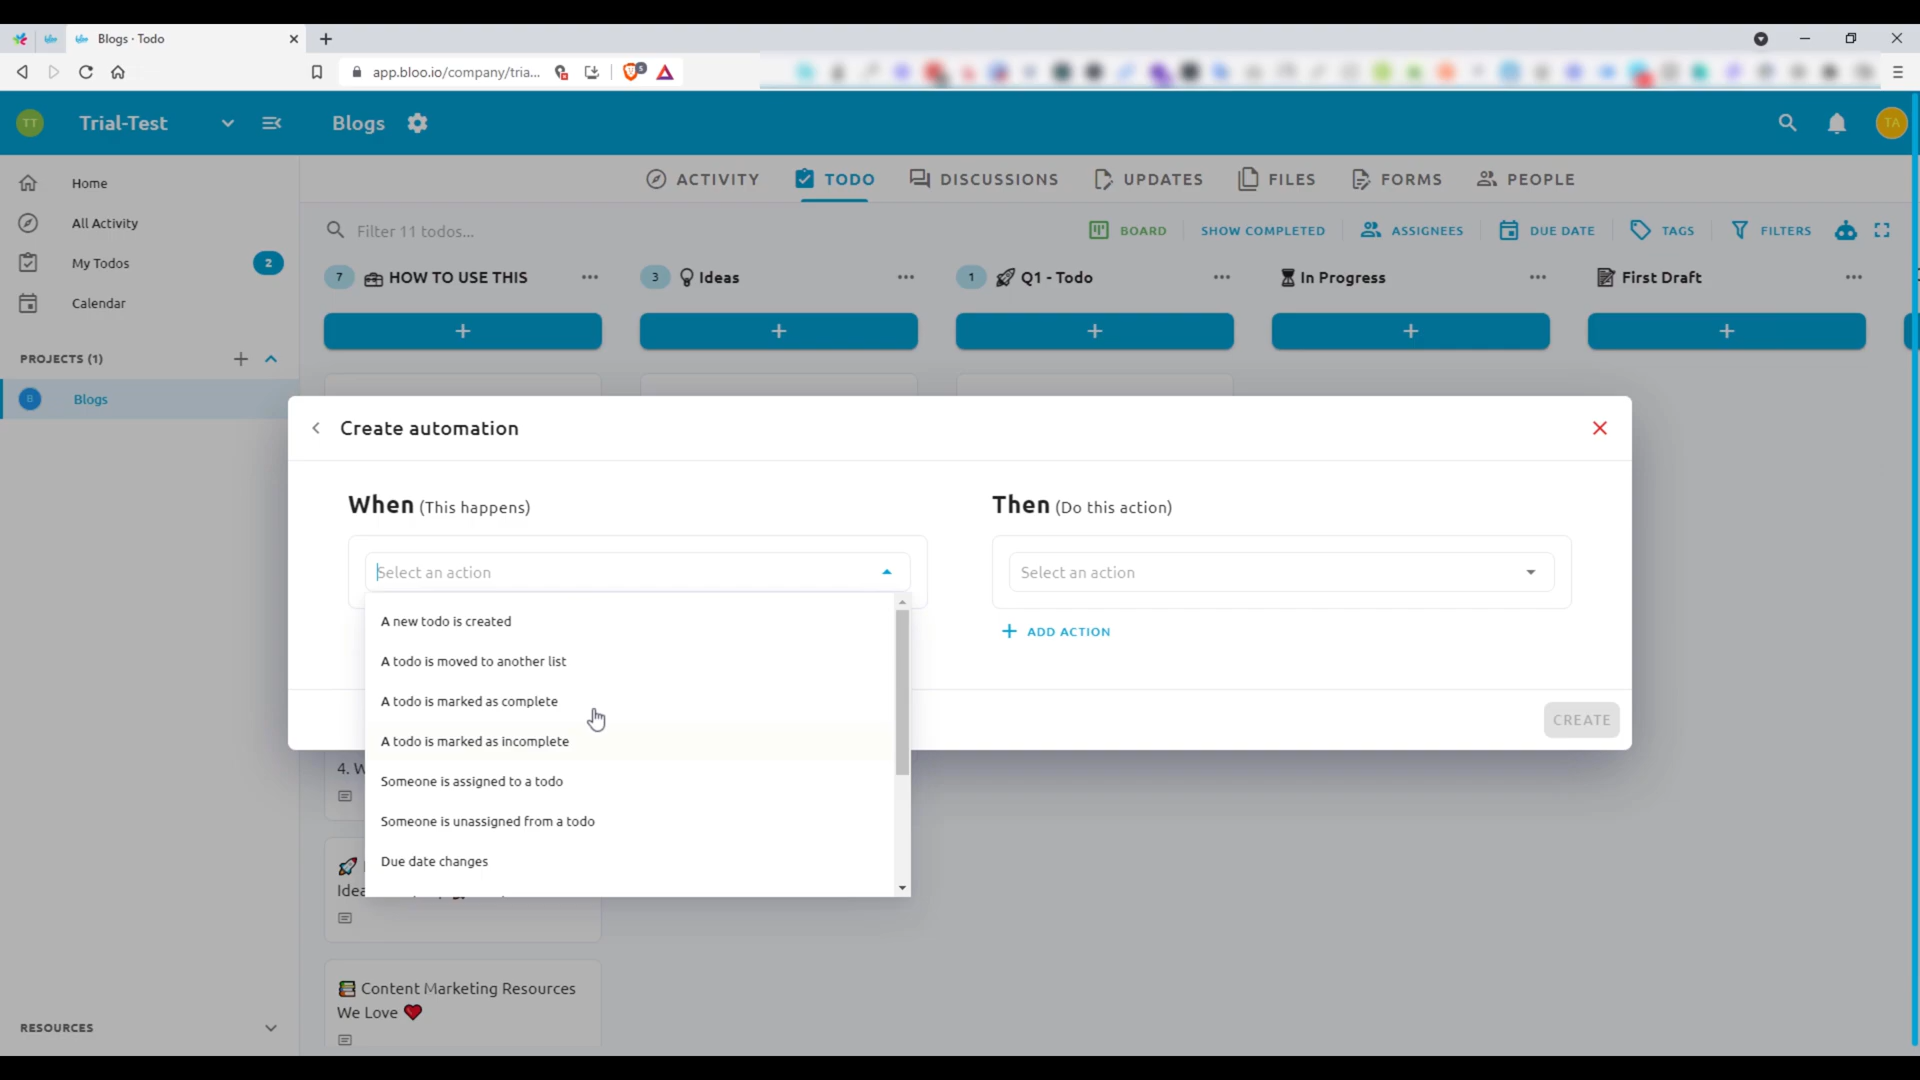 Blogs · Todo
app.bloo.io/company/tria...
TT
Trial-Test
Blogs
TA
Home
All Activity
My Todos
2
Calendar
PROJECTS (1)
B
Blogs
RESOURCES
ACTIVITY
TODO
DISCUSSIONS
UPDATES
FILES
FORMS
PEOPLE
Filter 11 todos...
BOARD
SHOW COMPLETED
ASSIGNEES
DUE DATE
TAGS
FILTERS
7 HOW TO USE THIS
3 Ideas
1 Q1 - Todo
In Progress
First Draft
Create automation
When (This happens)
Select an action
A new todo is created
A todo is moved to another list
A todo is marked as complete
A todo is marked as incomplete
Someone is assigned to a todo
Someone is unassigned from a todo
Due date changes
Then (Do this action)
Select an action
ADD ACTION
CREATE
4. W
Idea
Content Marketing Resources
We Love